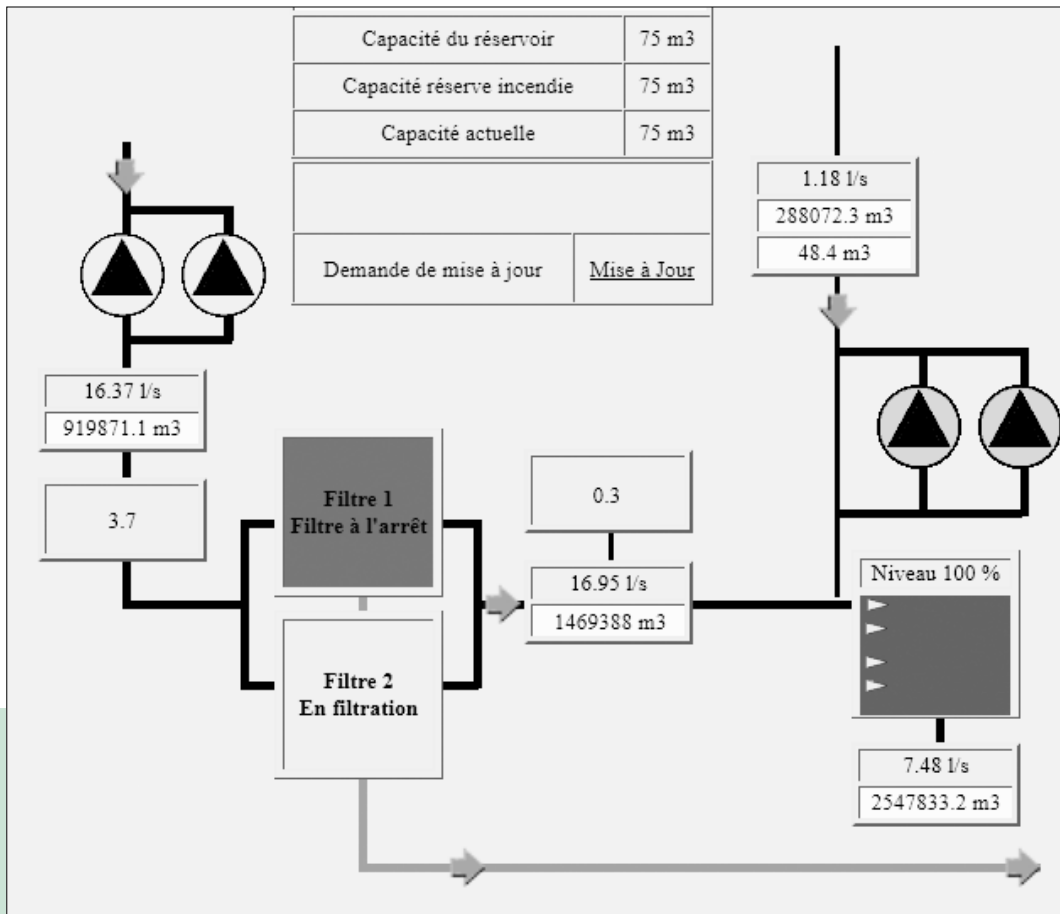 Capacité du réservoir 75 m3
Capacité réserve incendie 75 m3
Capacité actuelle 75 m3
Demande de mise à jour Mise à Jour
1.18 l/s
288072.3 m3
48.4 m3
16.37 l/s
919871.1 m3
3.7
Filtre 1
Filtre à l'arrêt
Filtre 2
En filtration
0.3
16.95 l/s
1469388 m3
Niveau 100 %
7.48 l/s
2547833.2 m3